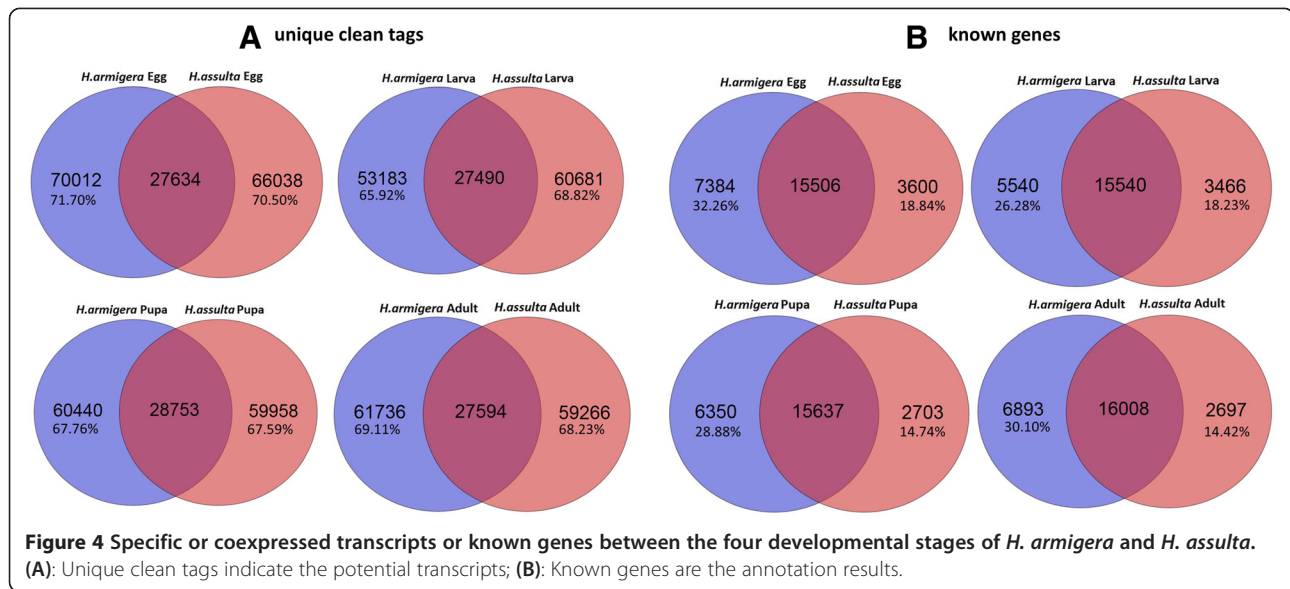 A unique clean tags
H.armigera Egg H.assulta Egg
70012 27634 66038
71.70% 70.50%
H.armigera Larva H.assulta Larva
53183 27490 60681
65.92% 68.82%
H.armigera Pupa H.assulta Pupa
60440 28753 59958
67.76% 67.59%
H.armigera Adult H.assulta Adult
61736 27594 59266
69.11% 68.23%
B known genes
H.armigera Egg H.assulta Egg
7384 15506 3600
32.26% 18.84%
H.armigera Larva H.assulta Larva
5540 15540 3466
26.28% 18.23%
H.armigera Pupa H.assulta Pupa
6350 15637 2703
28.88% 14.74%
H.armigera Adult H.assulta Adult
6893 16008 2697
30.10% 14.42%
Figure 4 Specific or coexpressed transcripts or known genes between the four developmental stages of H. armigera and H. assulta.
(A): Unique clean tags indicate the potential transcripts; (B): Known genes are the annotation results.